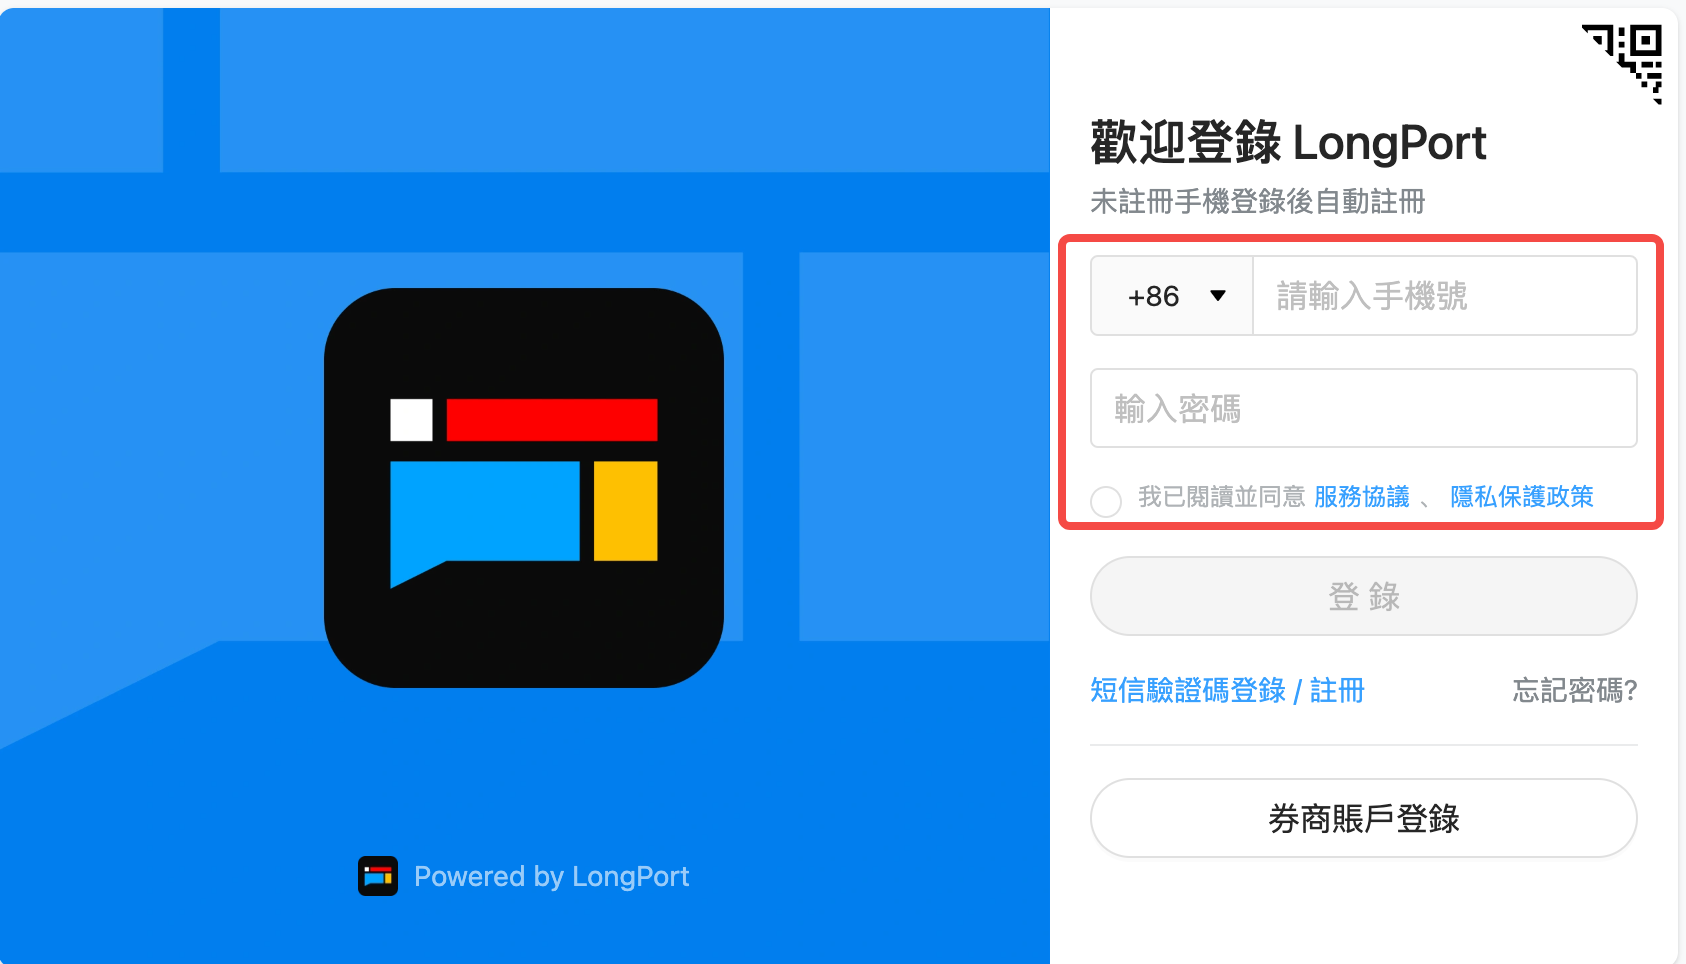 歡迎登錄 LongPort
未註冊手機登錄後自動註冊
+86 請輸入手機號
輸入密碼
我已閱讀並同意 服務協議 、 隱私保護政策
登 錄
短信驗證碼登錄 / 註冊 忘記密碼?
券商賬戶登錄
Powered by LongPort